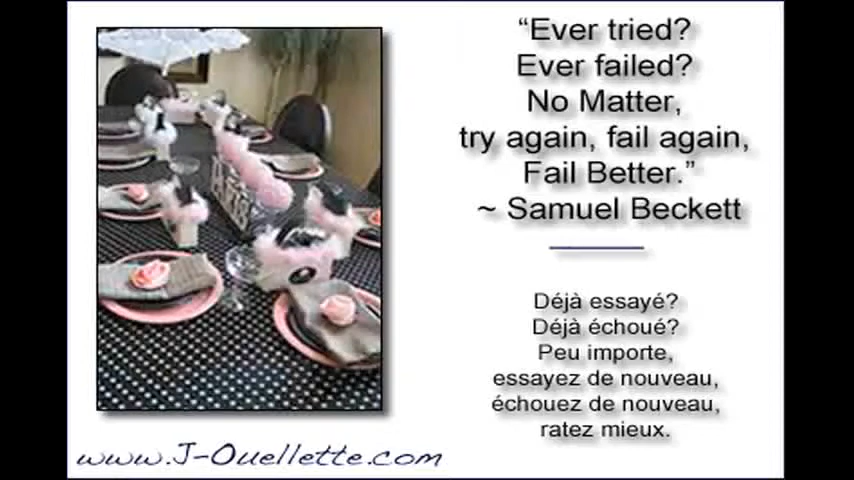 “Ever tried?
Ever failed?
No Matter,
try again, fail again,
Fail Better.”
~ Samuel Beckett
Déjà essayé?
Déjà échoué?
Peu importe,
essayez de nouveau,
échouez de nouveau,
ratez mieux.
www.J-Ouellette.com